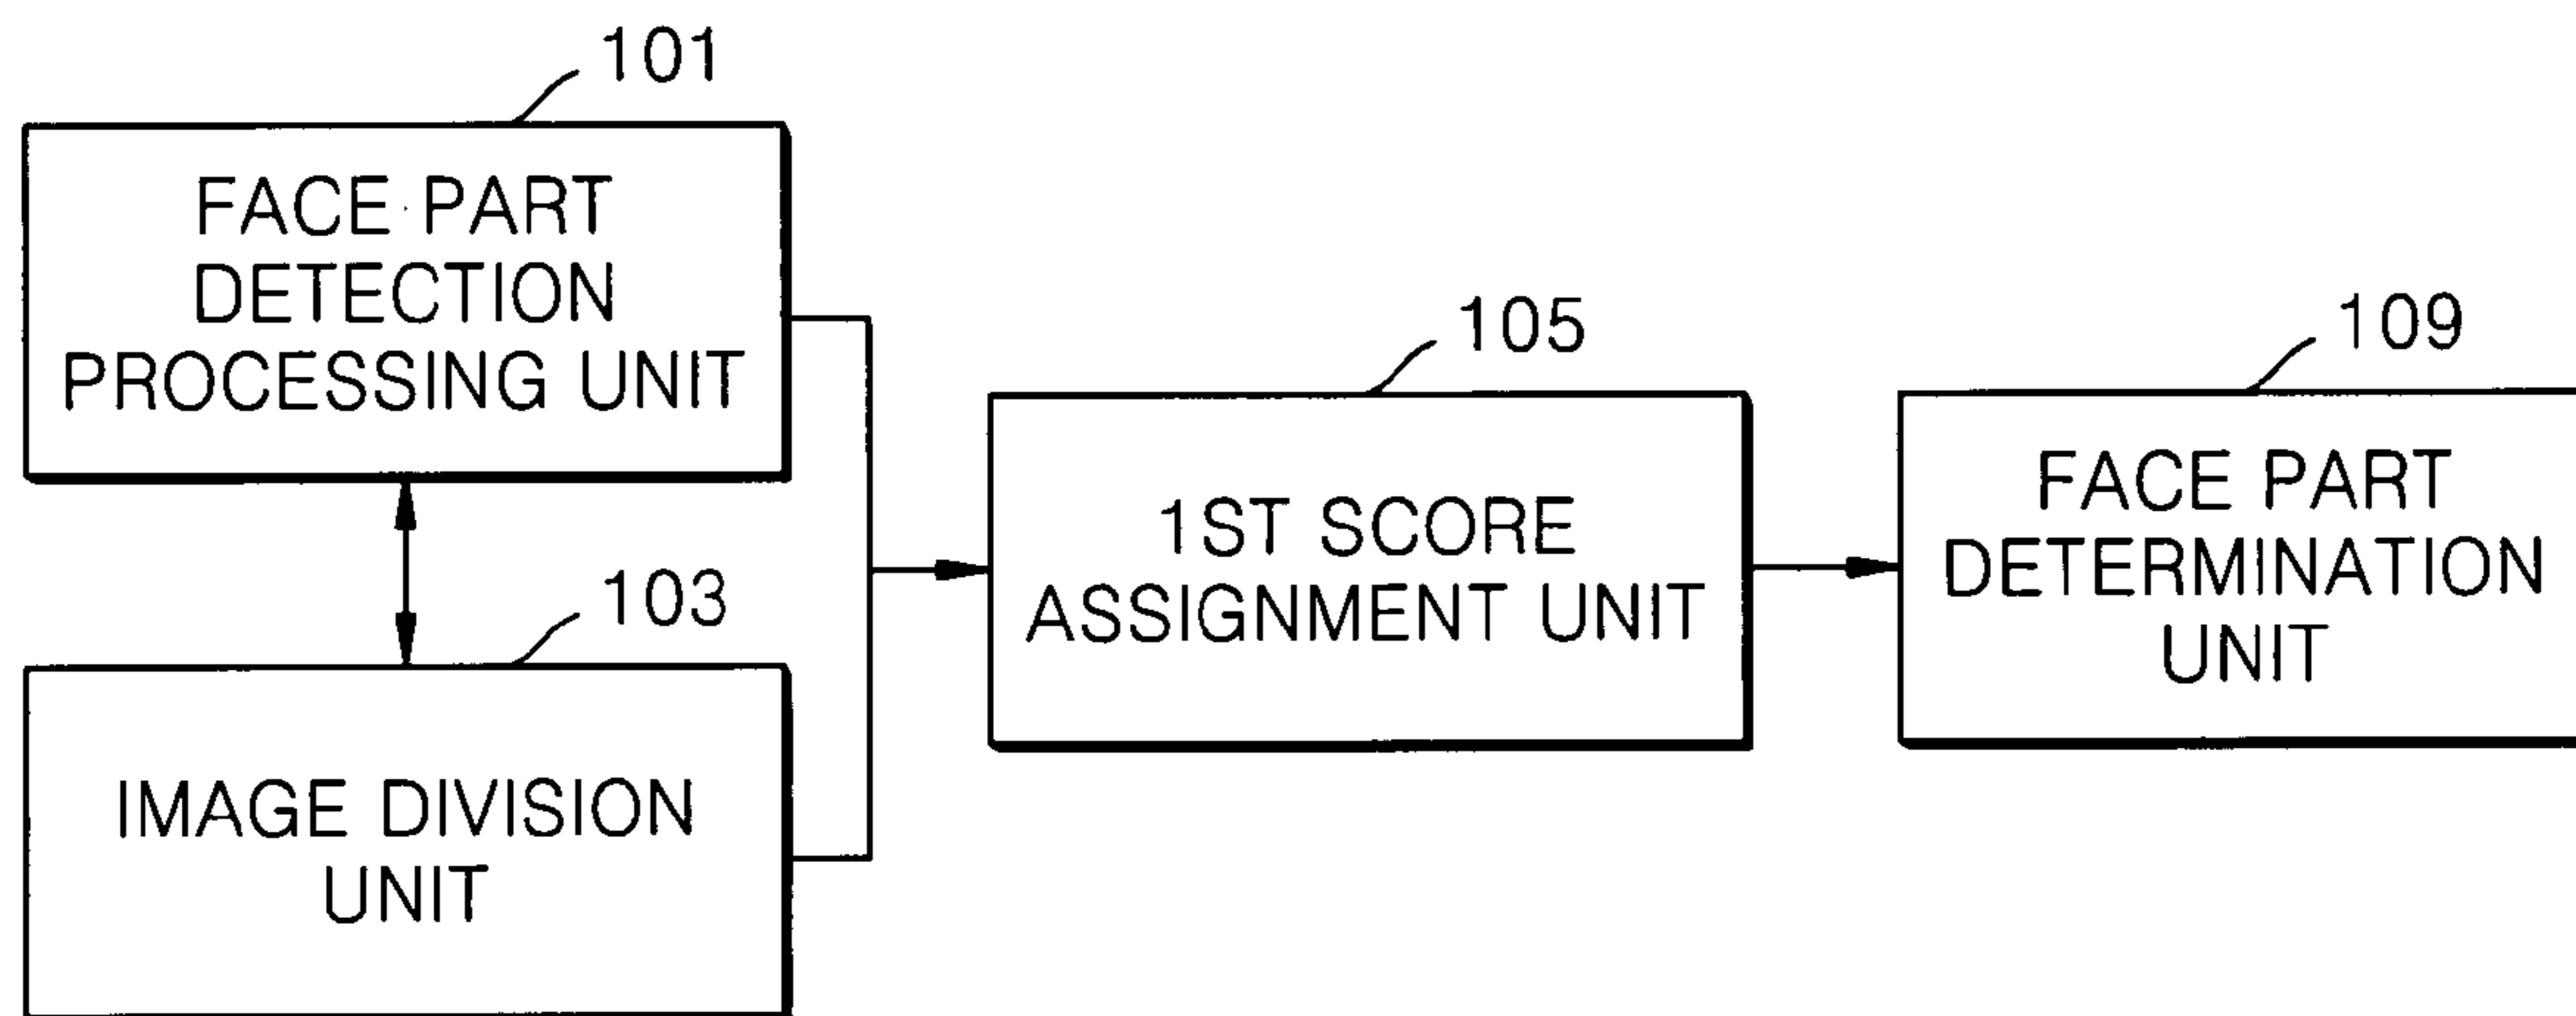 101
FACE PART
DETECTION
PROCESSING UNIT
103
IMAGE DIVISION
UNIT
105
1ST SCORE
ASSIGNMENT UNIT
109
FACE PART
DETERMINATION
UNIT